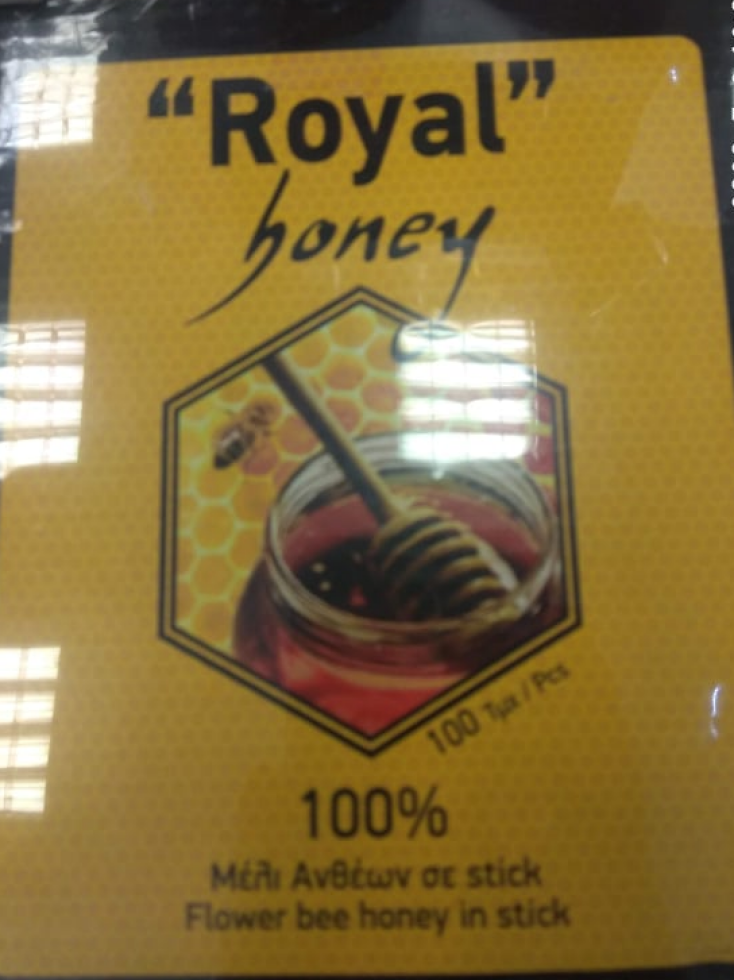 “Royal”
honey
100 Τμχ / Pcs
100%
Μέλι Ανθέων σε stick
Flower bee honey in stick